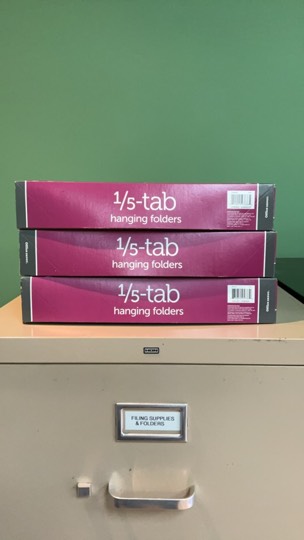 1/5-tab
hanging folders
1/5-tab
hanging folders
1/5-tab
hanging folders
HON
FILING SUPPLIES
& FOLDERS